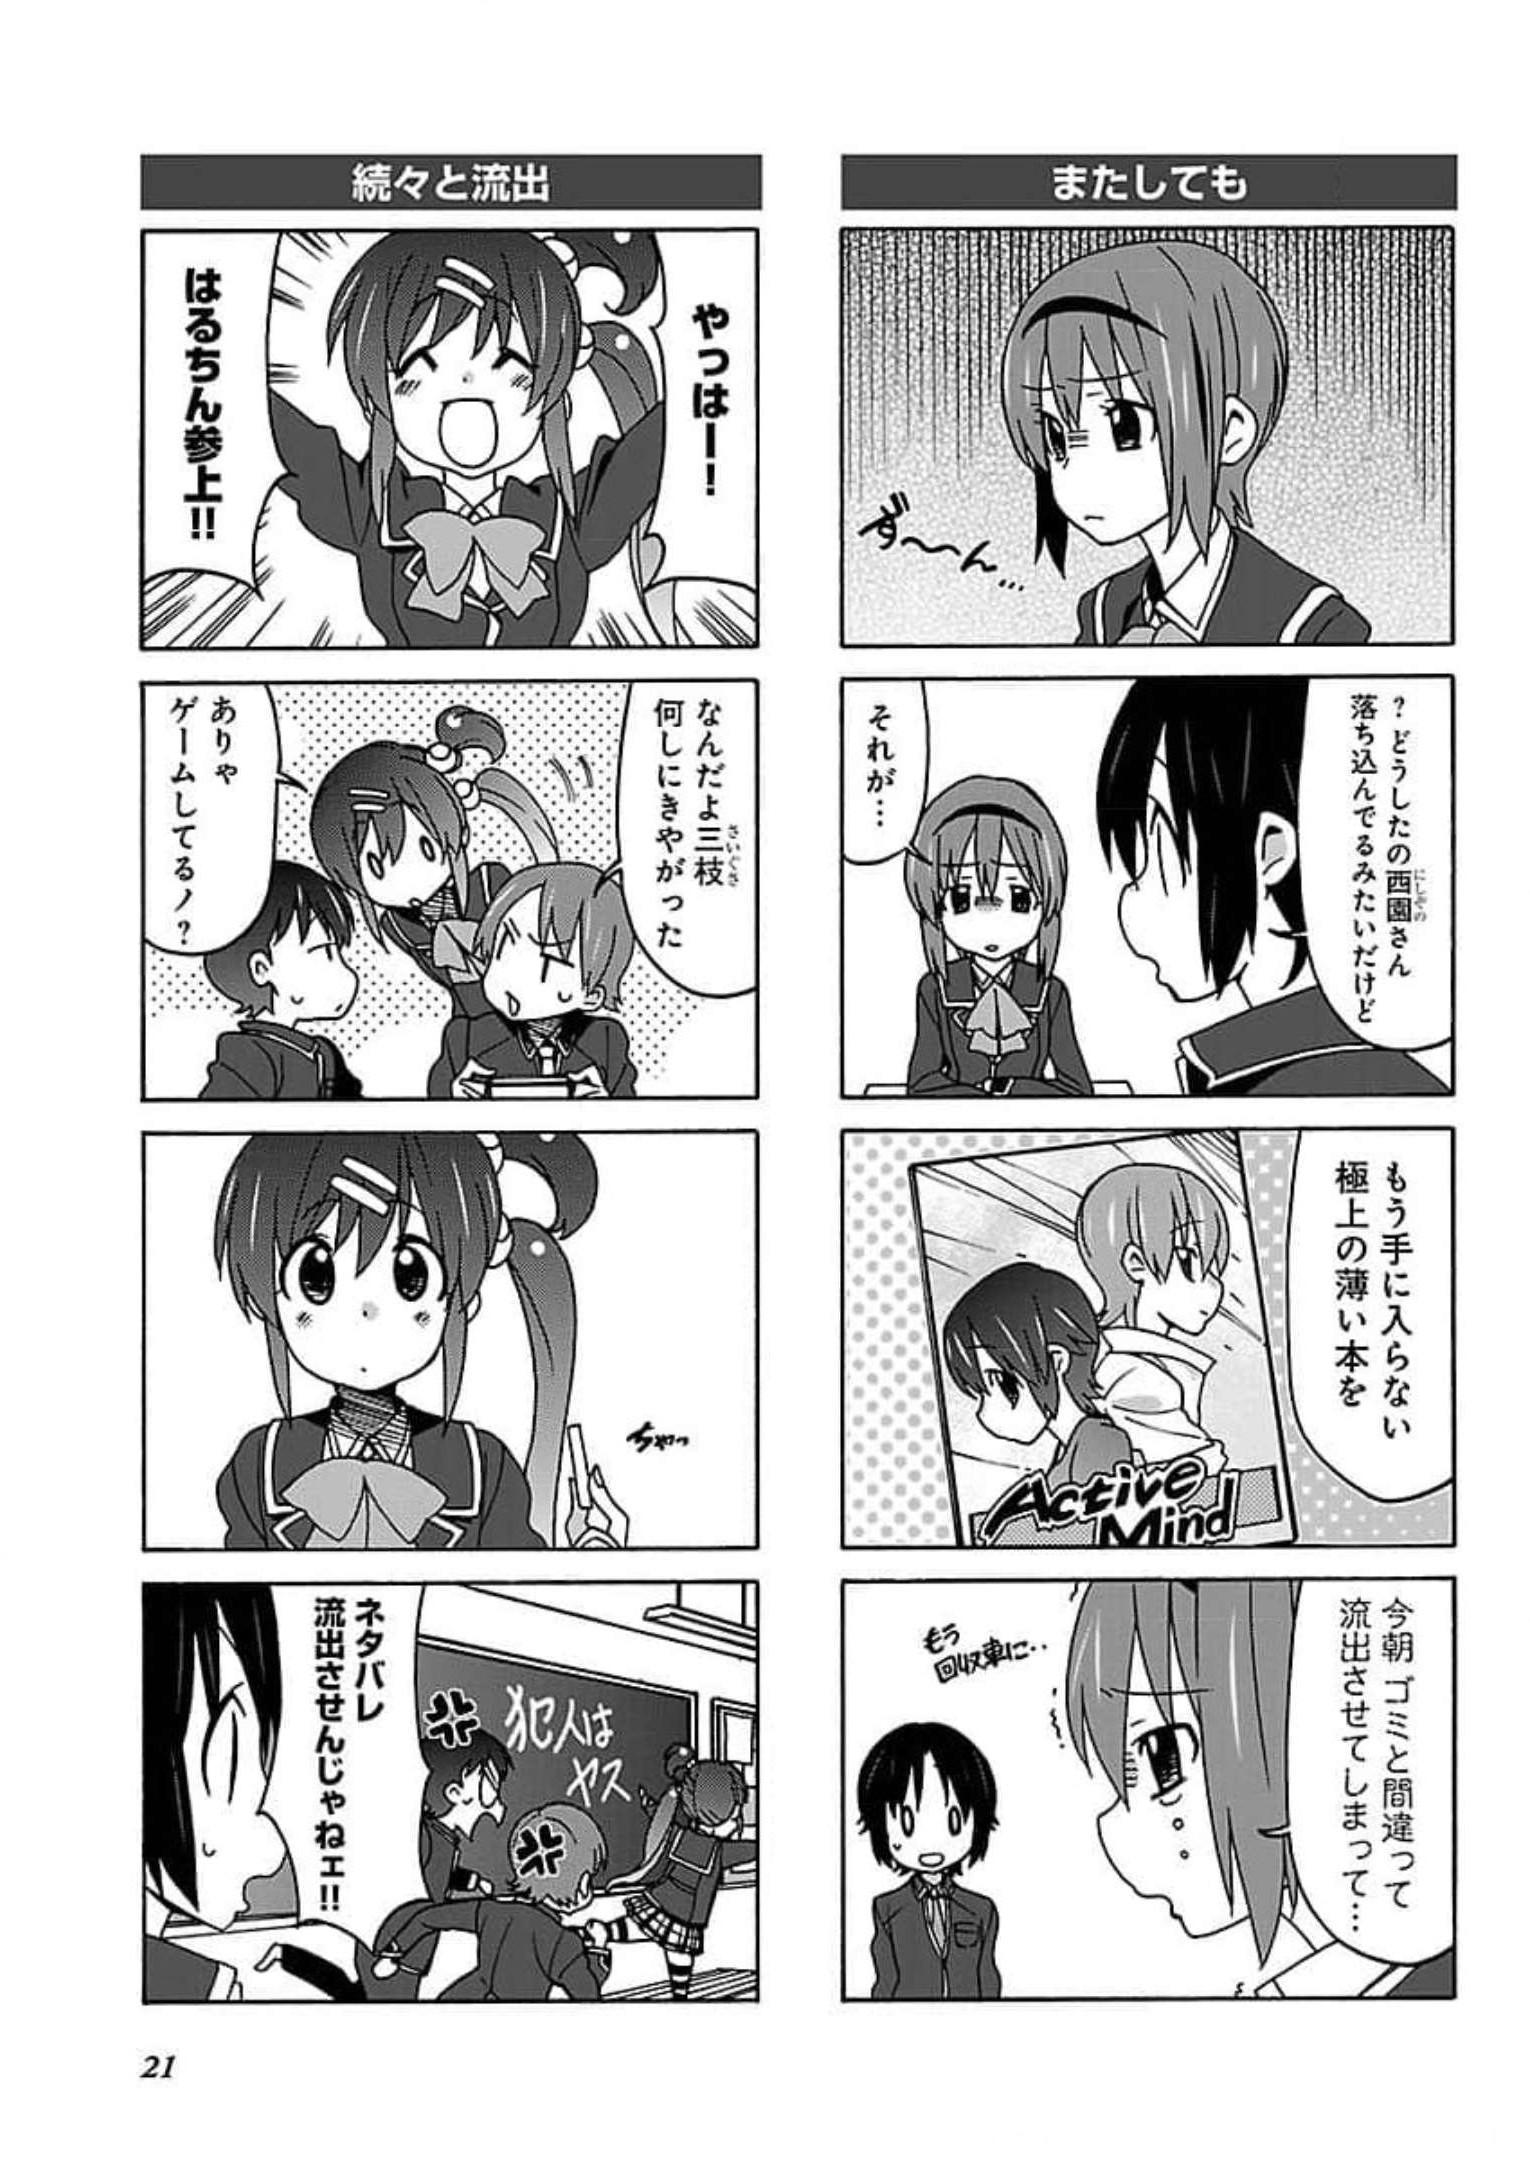 またしても
ず〜〜ん…
？どうしたの西園さん
にしぞの
落ち込んでるみたいだけど
それが…
もう手に入らない
極上の薄い本を
Active
Mind
今朝 ゴミと間違って
流出させてしまって…
もう
回収車に‥
続々と流出
やっはー！
はるちん参上!!
なんだよ三枝
さいぐさ
何しにきやがった
ありゃ
ゲームしてるノ？
ちゃっ
ネタバレ
流出させんじゃねェ!!
犯人は
ヤス
21